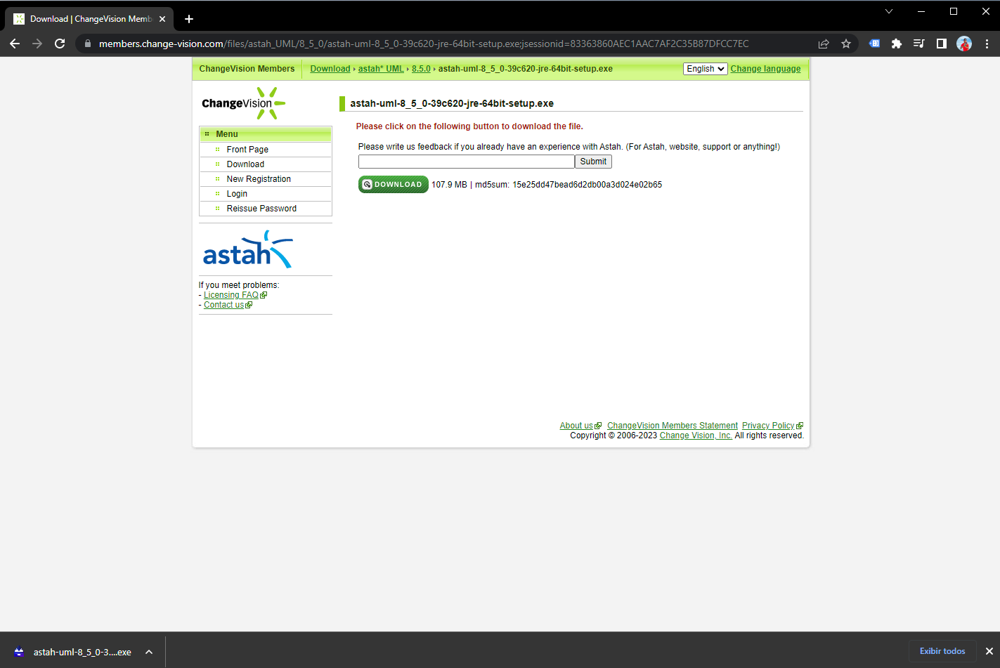 Download | ChangeVision Memb
members.change-vision.com/files/astah_UML/8_5_0/astah-uml-8_5_0-39c620-jre-64bit-setup.exe;jsessionid=83363860AEC1AAC7AF2C35B87DFCC7EC
ChangeVision Members Download astah* UML 8.5.0 astah-uml-8_5_0-39c620-jre-64bit-setup.exe English Change language
ChangeVision
astah-uml-8_5_0-39c620-jre-64bit-setup.exe
Please click on the following button to download the file.
Menu
Front Page
Download
New Registration
Login
Reissue Password
Please write us feedback if you already have an experience with Astah. (For Astah, website, support or anything!)
Submit
DOWNLOAD 107.9 MB | md5sum: 15e25dd47bead6d2db00a3d024e02b65
astah
If you meet problems:
- Licensing FAQ
- Contact us
About us ChangeVision Members Statement Privacy Policy
Copyright © 2006-2023 Change Vision, Inc. All rights reserved.
astah-uml-8_5_0-3....exe
Exibir todos